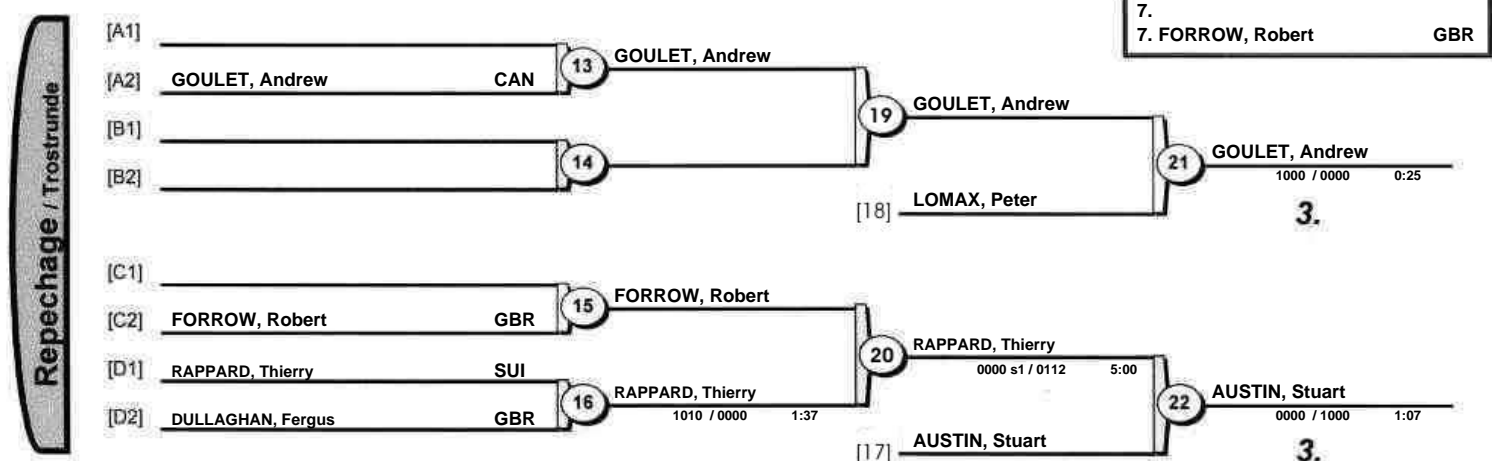 7.
7. FORROW, Robert GBR
Repechage / Trostrunde
[A1]
13
GOULET, Andrew
[A2] GOULET, Andrew CAN
19
GOULET, Andrew
[B1]
14
[B2]
21
GOULET, Andrew
1000 / 0000 0:25
[18] LOMAX, Peter
3.
[C1]
15
FORROW, Robert
[C2] FORROW, Robert GBR
20
RAPPARD, Thierry
0000 s1 / 0112 5:00
[D1] RAPPARD, Thierry SUI
16
RAPPARD, Thierry
1010 / 0000 1:37
[D2] DULLAGHAN, Fergus GBR
22
AUSTIN, Stuart
0000 / 1000 1:07
[17] AUSTIN, Stuart
3.